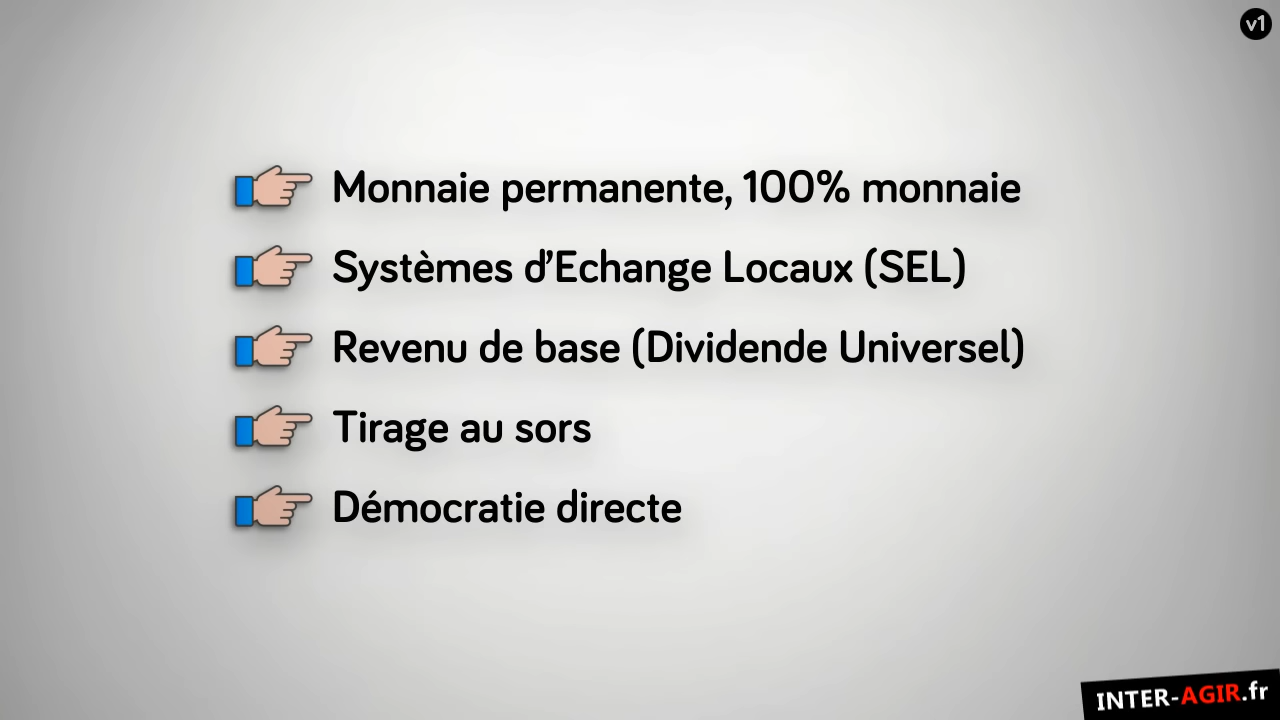 v1
Monnaie permanente, 100% monnaie
Systèmes d’Echange Locaux (SEL)
Revenu de base (Dividende Universel)
Tirage au sors
Démocratie directe
INTER-AGIR.fr